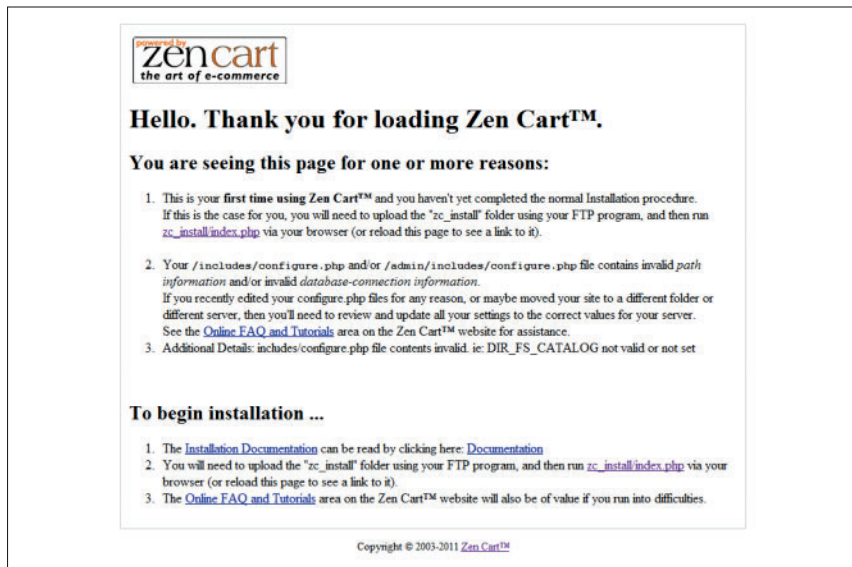 powered by
zen cart
the art of e-commerce
Hello. Thank you for loading Zen Cart™.
You are seeing this page for one or more reasons:
1. This is your first time using Zen Cart™ and you haven't yet completed the normal Installation procedure.
If this is the case for you, you will need to upload the "zc_install" folder using your FTP program, and then run
zc_install/index.php via your browser (or reload this page to see a link to it).
2. Your /includes/configure.php and/or /admin/includes/configure.php file contains invalid path
information and/or invalid database-connection information.
If you recently edited your configure.php files for any reason, or maybe moved your site to a different folder or
different server, then you'll need to review and update all your settings to the correct values for your server.
See the Online FAQ and Tutorials area on the Zen Cart™ website for assistance.
3. Additional Details: includes/configure.php file contents invalid. ie: DIR_FS_CATALOG not valid or not set
To begin installation ...
1. The Installation Documentation can be read by clicking here: Documentation
2. You will need to upload the "zc_install" folder using your FTP program, and then run zc_install/index.php via your
browser (or reload this page to see a link to it).
3. The Online FAQ and Tutorials area on the Zen Cart™ website will also be of value if you run into difficulties.
Copyright © 2003-2011 Zen Cart™